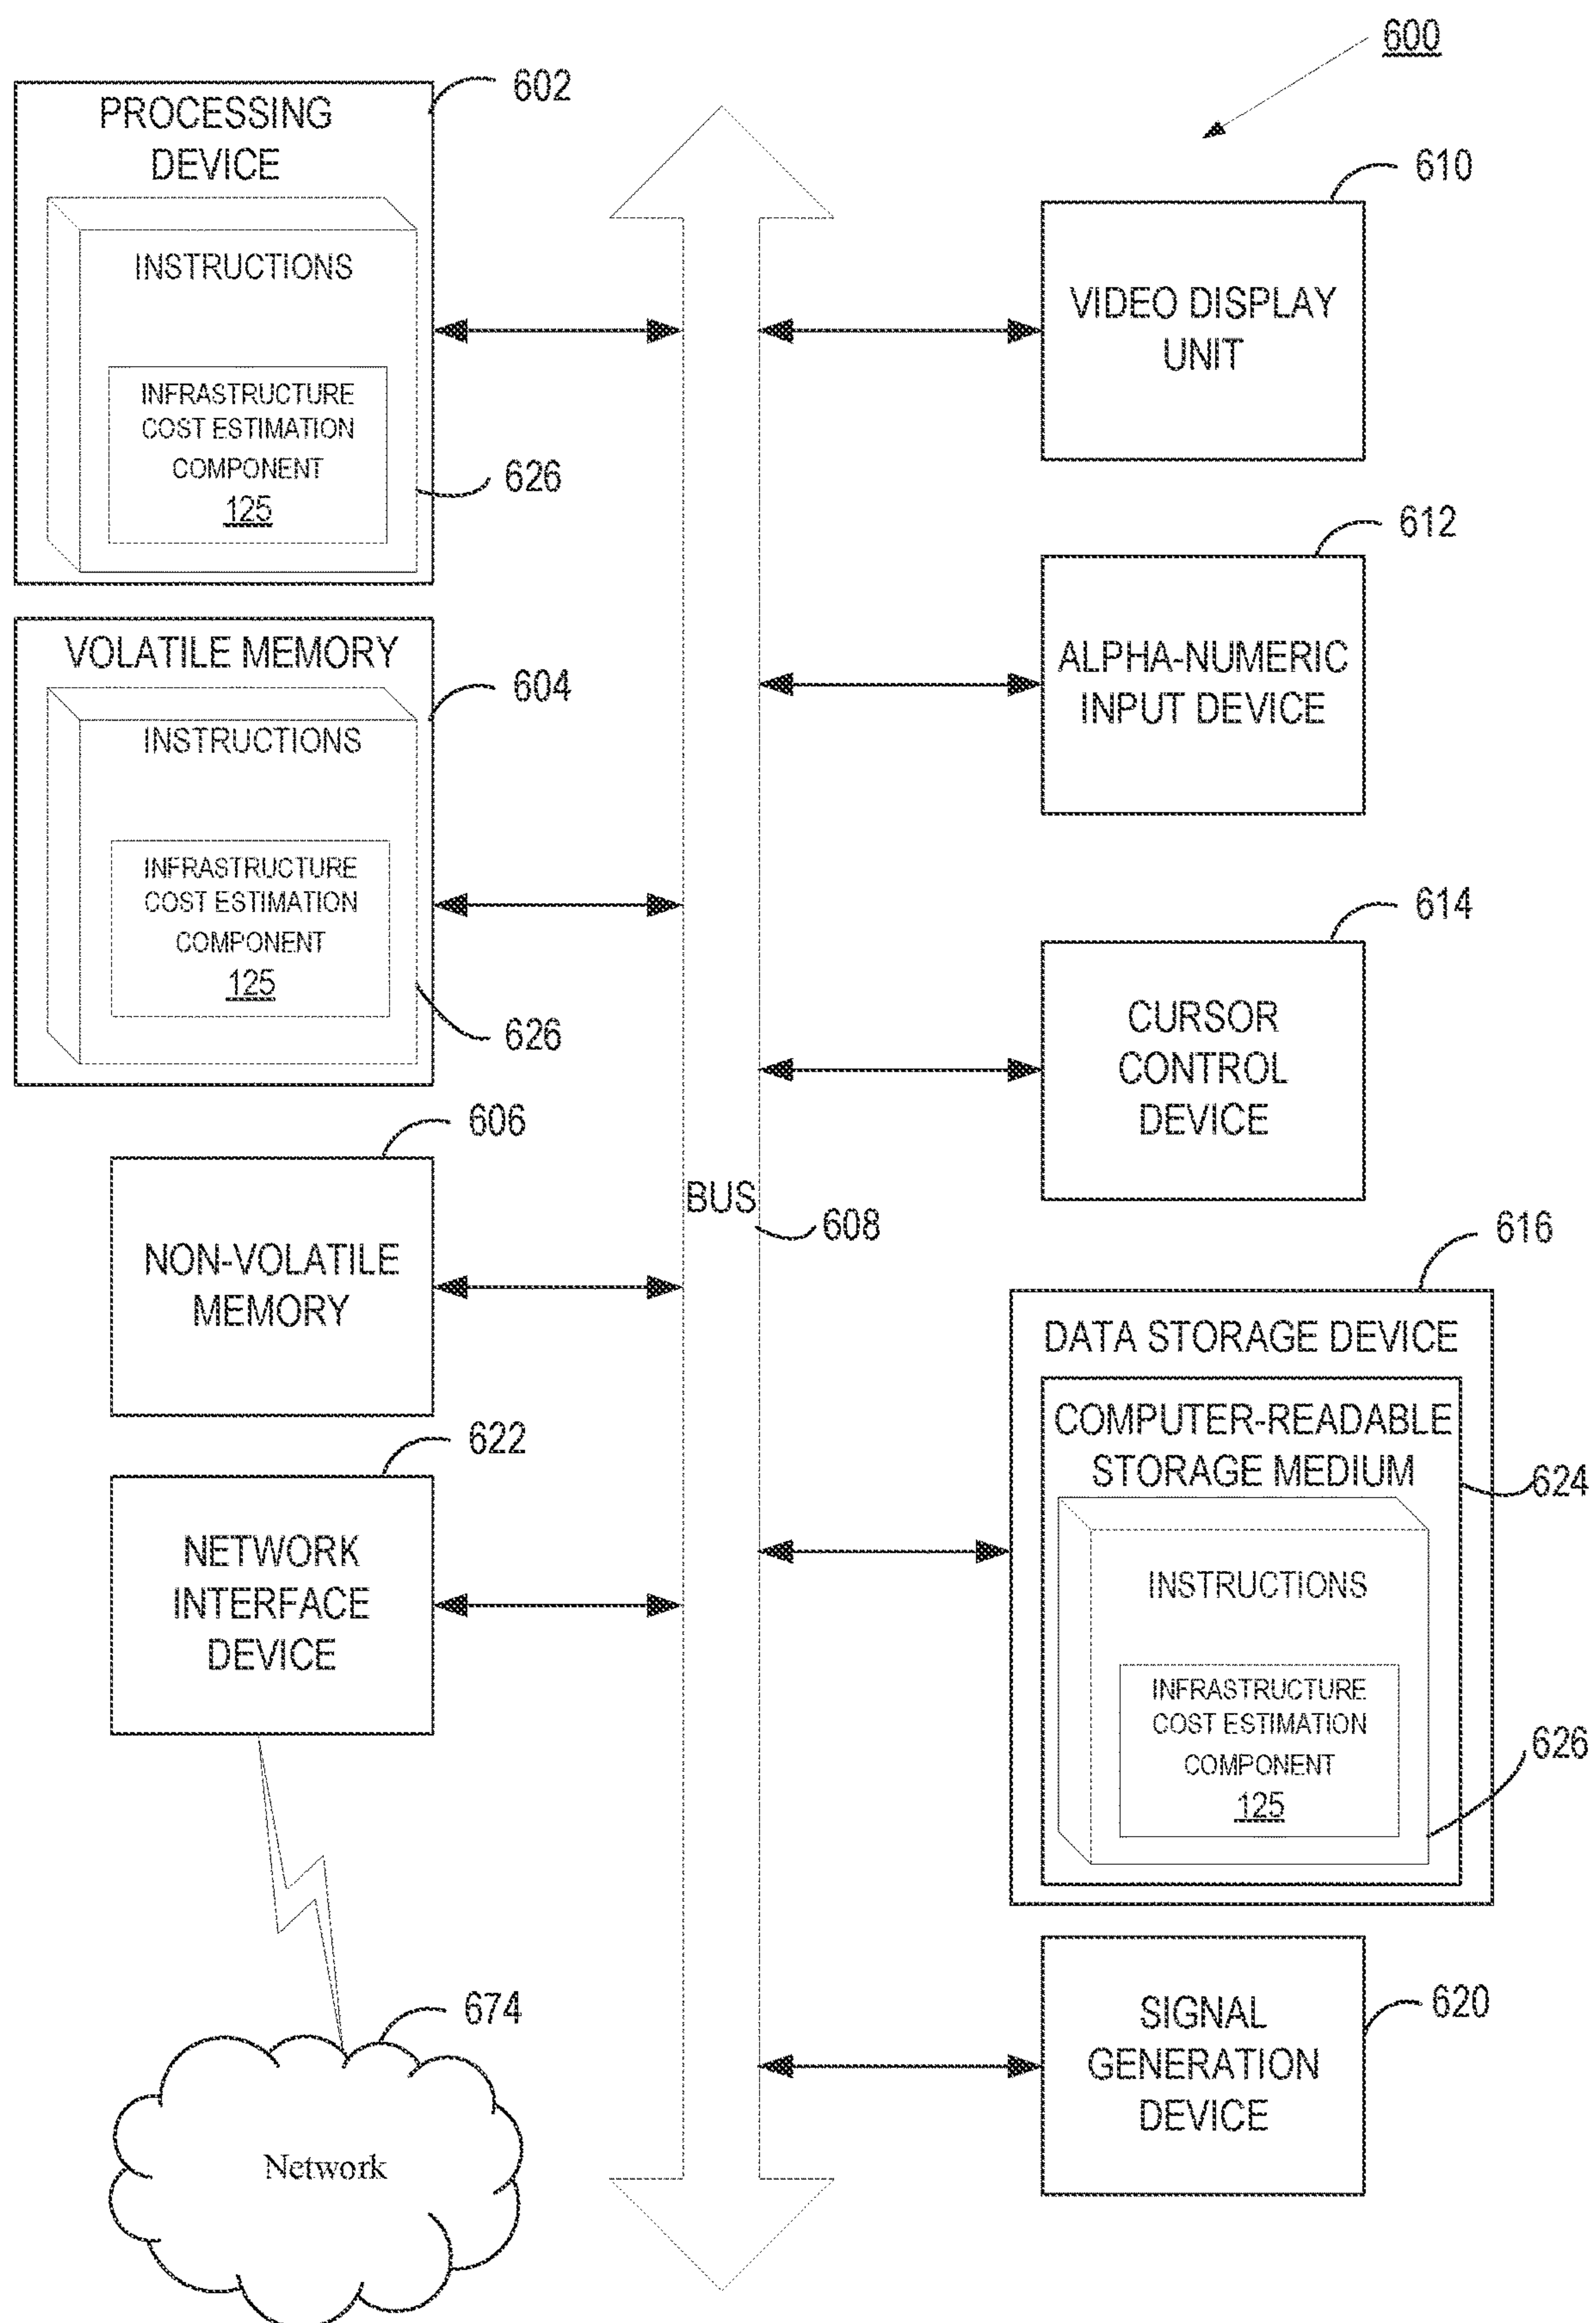 600
602
PROCESSING
DEVICE
INSTRUCTIONS
INFRASTRUCTURE
COST ESTIMATION
COMPONENT
125
626
VOLATILE MEMORY
604
INSTRUCTIONS
INFRASTRUCTURE
COST ESTIMATION
COMPONENT
125
626
606
NON-VOLATILE
MEMORY
622
NETWORK
INTERFACE
DEVICE
674
Network
BUS
608
610
VIDEO DISPLAY
UNIT
612
ALPHA-NUMERIC
INPUT DEVICE
614
CURSOR
CONTROL
DEVICE
616
DATA STORAGE DEVICE
COMPUTER-READABLE
STORAGE MEDIUM
624
INSTRUCTIONS
INFRASTRUCTURE
COST ESTIMATION
COMPONENT
125
626
620
SIGNAL
GENERATION
DEVICE